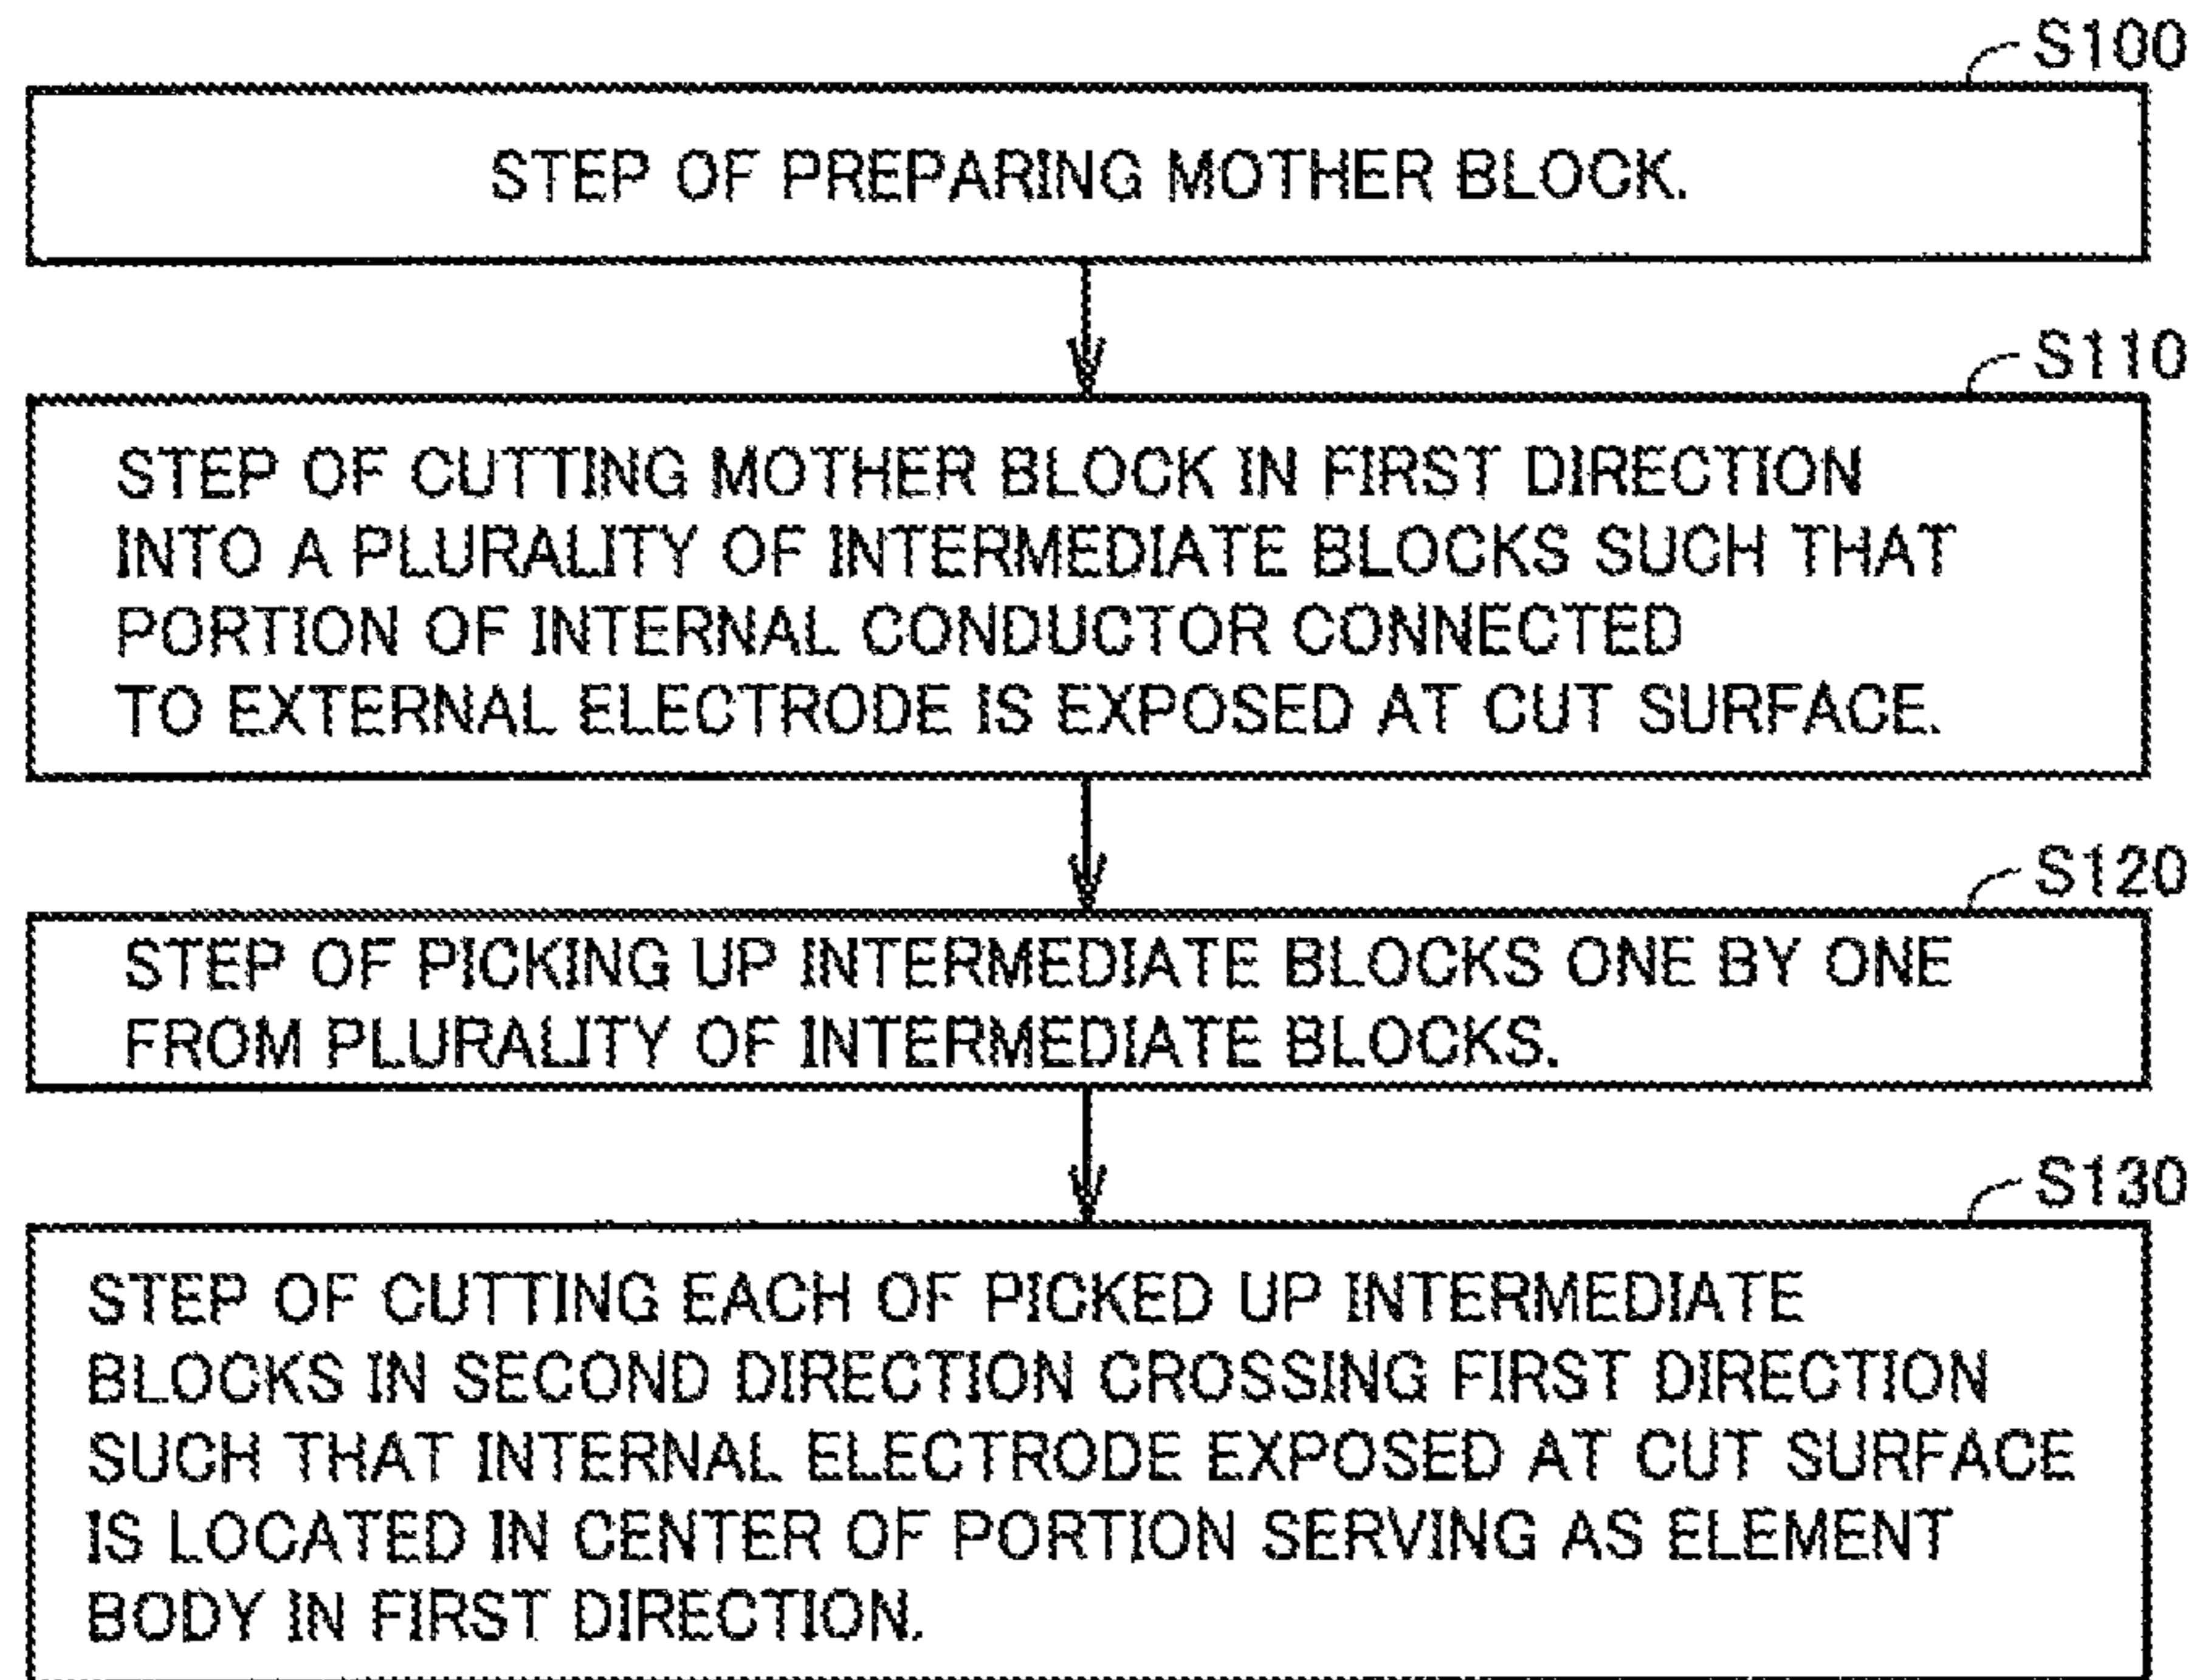 S100
STEP OF PREPARING MOTHER BLOCK.
S110
STEP OF CUTTING MOTHER BLOCK IN FIRST DIRECTION
INTO A PLURALITY OF INTERMEDIATE BLOCKS SUCH THAT
PORTION OF INTERNAL CONDUCTOR CONNECTED
TO EXTERNAL ELECTRODE IS EXPOSED AT CUT SURFACE.
S120
STEP OF PICKING UP INTERMEDIATE BLOCKS ONE BY ONE
FROM PLURALITY OF INTERMEDIATE BLOCKS.
S130
STEP OF CUTTING EACH OF PICKED UP INTERMEDIATE
BLOCKS IN SECOND DIRECTION CROSSING FIRST DIRECTION
SUCH THAT INTERNAL ELECTRODE EXPOSED AT CUT SURFACE
IS LOCATED IN CENTER OF PORTION SERVING AS ELEMENT
BODY IN FIRST DIRECTION.